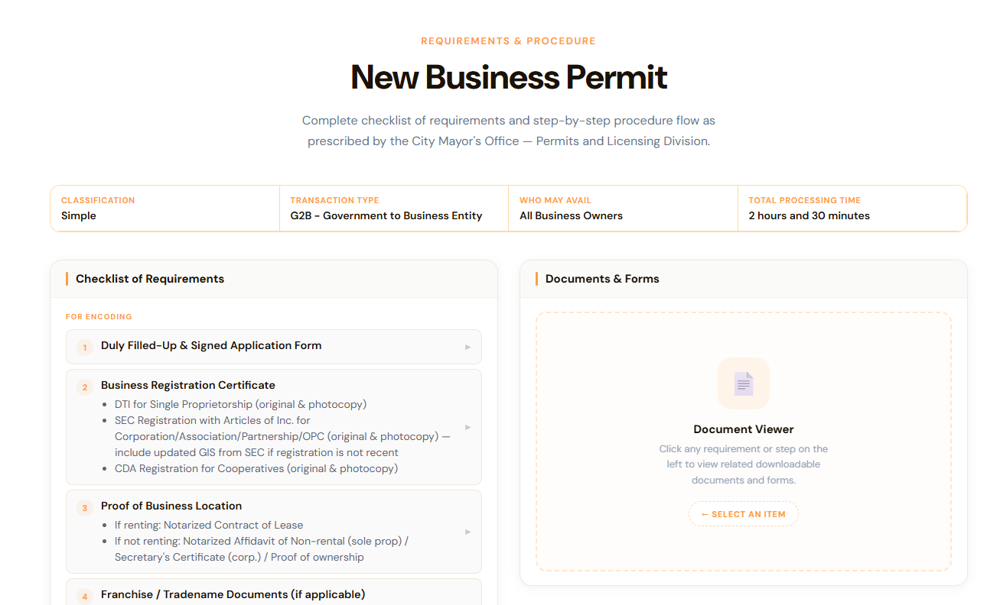 REQUIREMENTS & PROCEDURE
New Business Permit
Complete checklist of requirements and step-by-step procedure flow as
prescribed by the City Mayor's Office — Permits and Licensing Division.
CLASSIFICATION
Simple
TRANSACTION TYPE
G2B - Government to Business Entity
WHO MAY AVAIL
All Business Owners
TOTAL PROCESSING TIME
2 hours and 30 minutes
Checklist of Requirements
FOR ENCODING
1 Duly Filled-Up & Signed Application Form
2 Business Registration Certificate
• DTI for Single Proprietorship (original & photocopy)
• SEC Registration with Articles of Inc. for
Corporation/Association/Partnership/OPC (original & photocopy) —
include updated GIS from SEC if registration is not recent
• CDA Registration for Cooperatives (original & photocopy)
3 Proof of Business Location
• If renting: Notarized Contract of Lease
• If not renting: Notarized Affidavit of Non-rental (sole prop) /
Secretary's Certificate (corp.) / Proof of ownership
4 Franchise / Tradename Documents (if applicable)
Documents & Forms
Document Viewer
Click any requirement or step on the
left to view related downloadable
documents and forms.
← SELECT AN ITEM